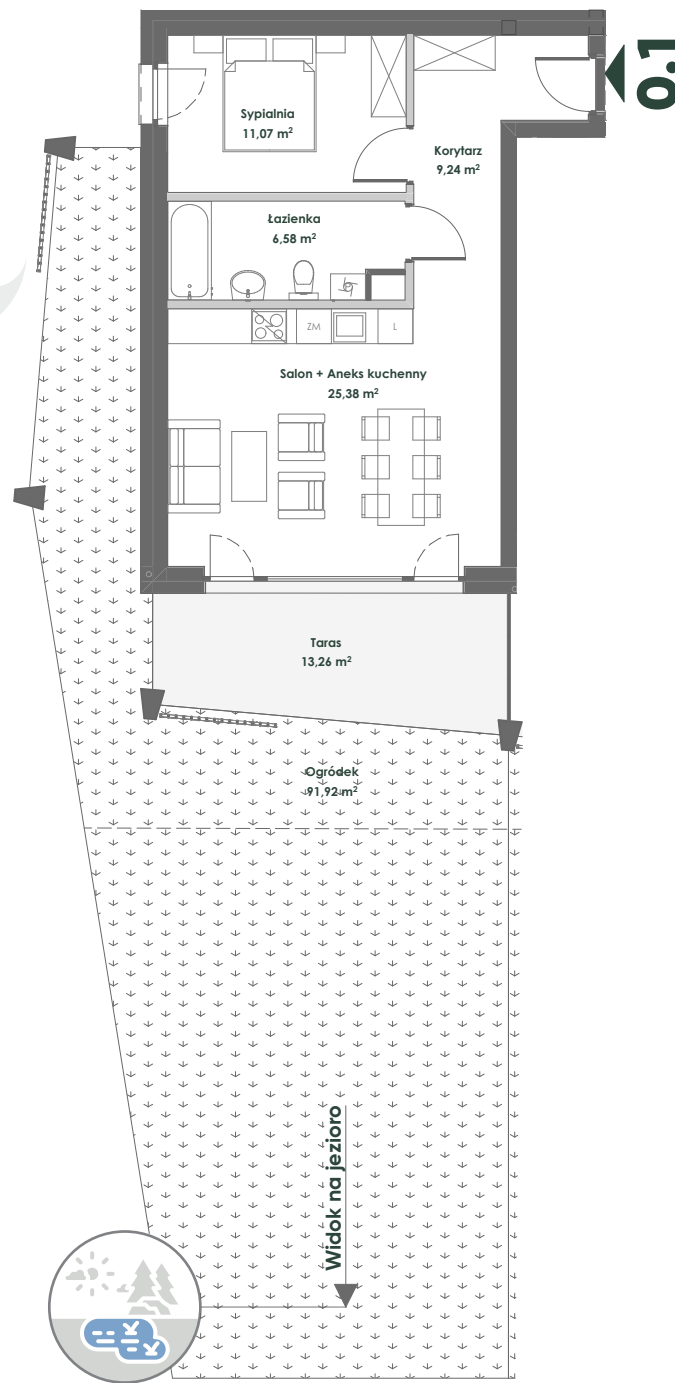 0.1
Sypialnia
11,07 m²
Korytarz
9,24 m²
Łazienka
6,58 m²
ZM
L
Salon + Aneks kuchenny
25,38 m²
Taras
13,26 m²
Ogródek
91,92 m²
Widok na jezioro